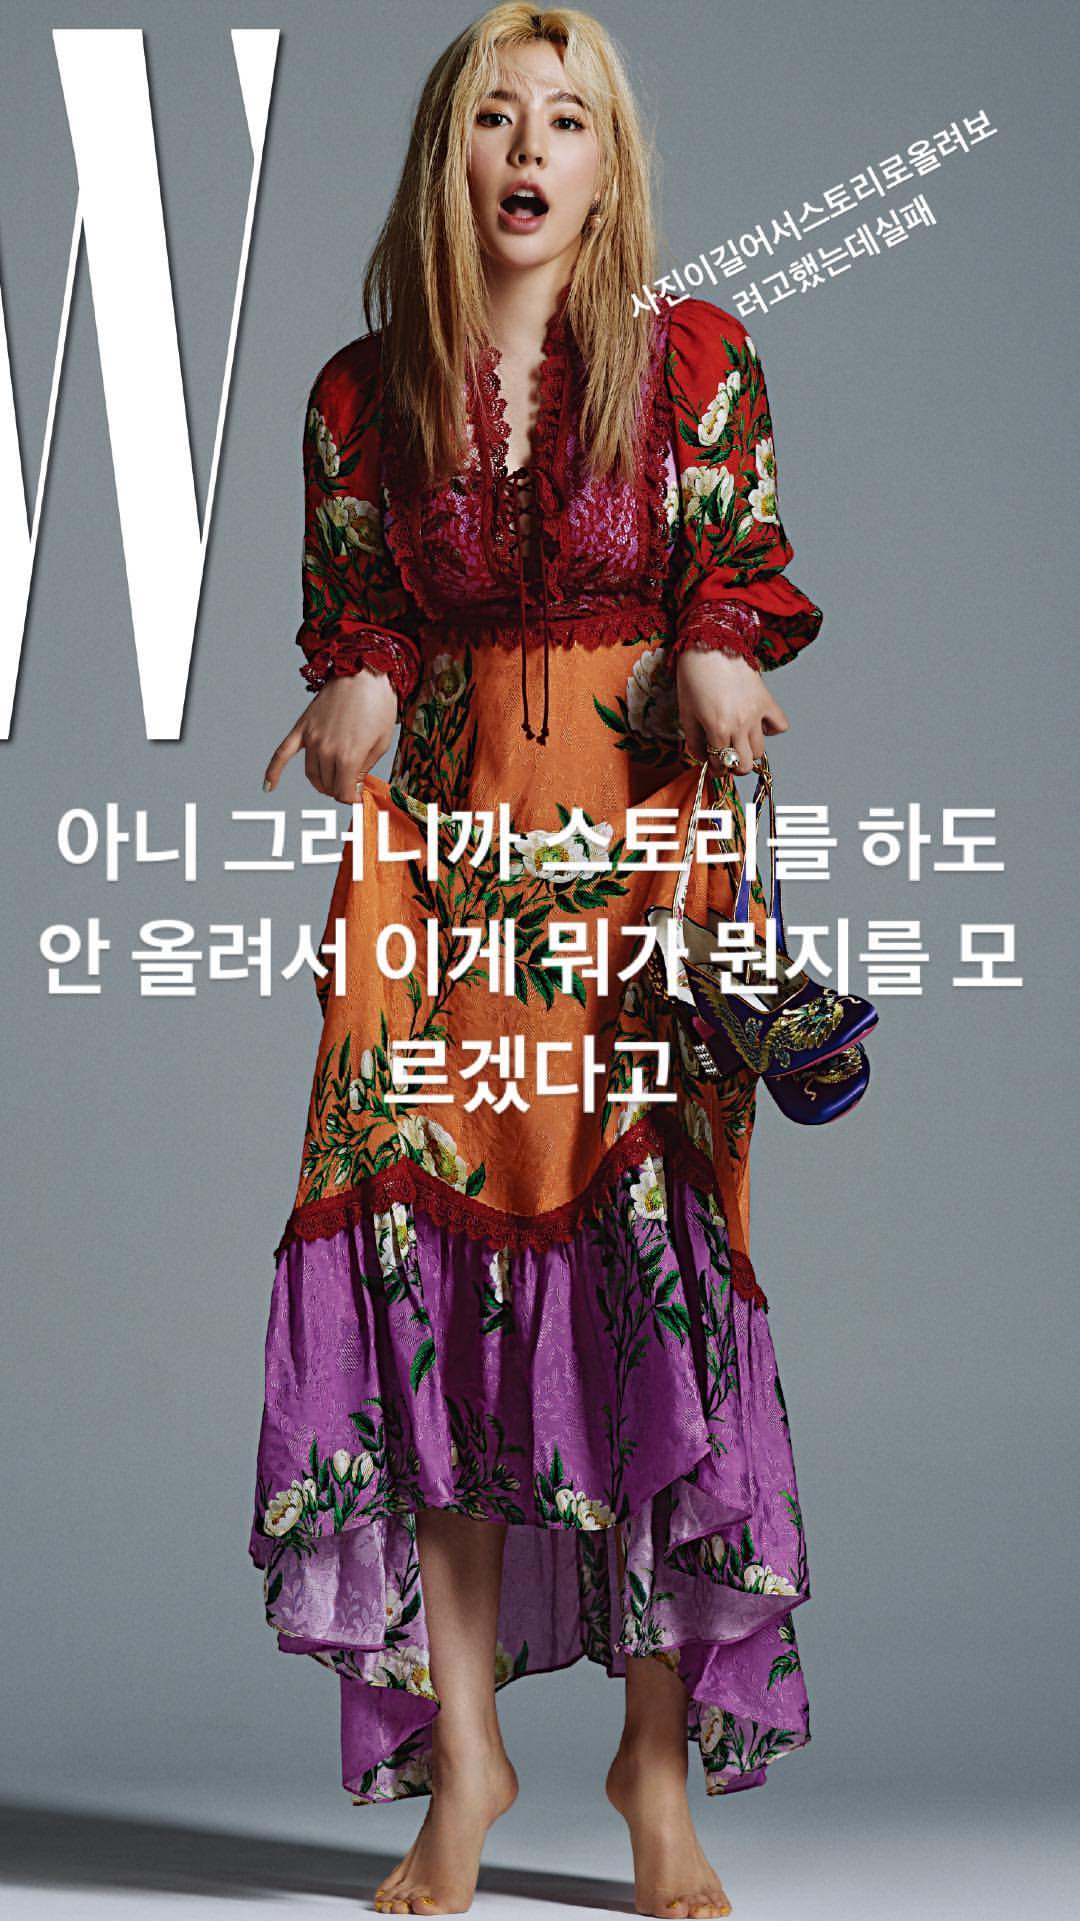 W
사진이길어서스토리로올려보
려고했는데실패
아니 그러니까 스토리를 하도
안 올려서 이게 뭐가 뭔지를 모
르겠다고